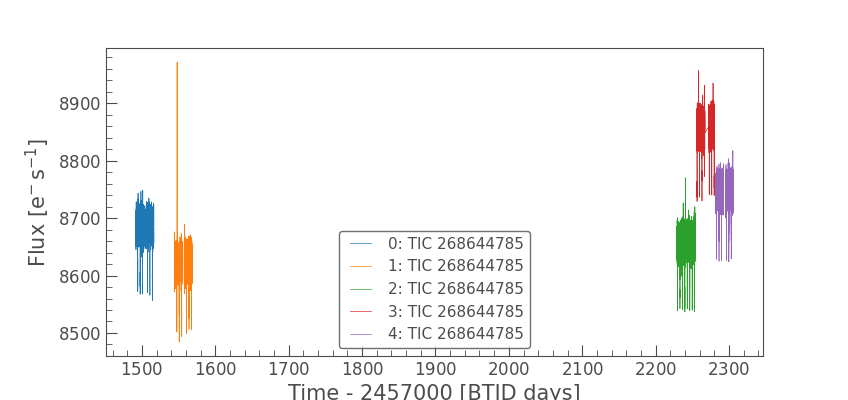 8900
8800
8700
8600
8500
Flux [e⁻ s⁻¹]
0: TIC 268644785
1: TIC 268644785
2: TIC 268644785
3: TIC 268644785
4: TIC 268644785
1500 1600 1700 1800 1900 2000 2100 2200 2300
Time - 2457000 [BTJD days]